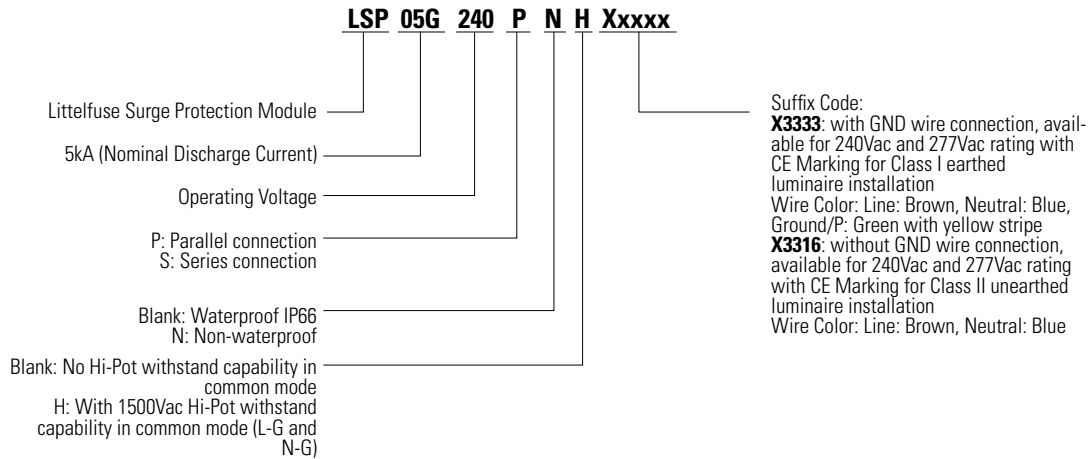 LSP 05G 240 P N H Xxxxx
Littelfuse Surge Protection Module
5kA (Nominal Discharge Current)
Operating Voltage
P: Parallel connection
S: Series connection
Blank: Waterproof IP66
N: Non-waterproof
Blank: No Hi-Pot withstand capability in
common mode
H: With 1500Vac Hi-Pot withstand
capability in common mode (L-G and
N-G)
Suffix Code:
X3333: with GND wire connection, avail-
able for 240Vac and 277Vac rating with
CE Marking for Class I earthed
luminaire installation
Wire Color: Line: Brown, Neutral: Blue,
Ground/P: Green with yellow stripe
X3316: without GND wire connection,
available for 240Vac and 277Vac rating
with CE Marking for Class II unearthed
luminaire installation
Wire Color: Line: Brown, Neutral: Blue